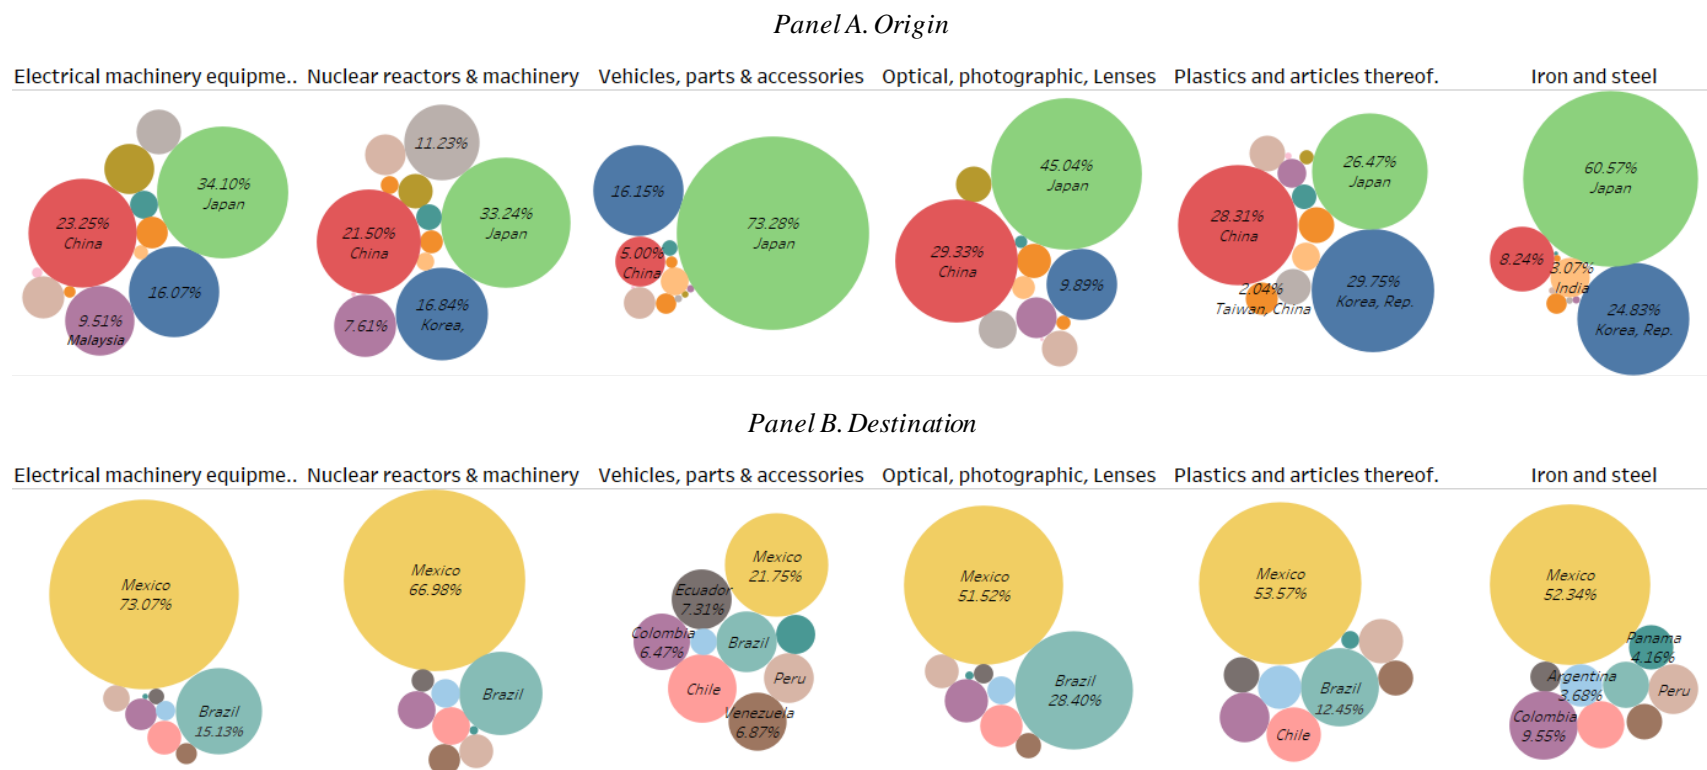 Panel A. Origin
Electrical machinery equipme..
Nuclear reactors & machinery
Vehicles, parts & accessories
Optical, photographic, Lenses
Plastics and articles thereof.
Iron and steel
34.10%
Japan
23.25%
China
16.07%
9.51%
Malaysia
11.23%
33.24%
Japan
21.50%
China
16.84%
Korea,
7.61%
16.15%
73.28%
Japan
5.00%
China
45.04%
Japan
29.33%
China
9.89%
26.47%
Japan
28.31%
China
29.75%
Korea, Rep.
2.04%
Taiwan, China
60.57%
Japan
8.24%
3.07%
India
24.83%
Korea, Rep.
Panel B. Destination
Electrical machinery equipme..
Nuclear reactors & machinery
Vehicles, parts & accessories
Optical, photographic, Lenses
Plastics and articles thereof.
Iron and steel
Mexico
73.07%
Brazil
15.13%
Mexico
66.98%
Brazil
Mexico
21.75%
Ecuador
7.31%
Colombia
6.47%
Brazil
Chile
Peru
Venezuela
6.87%
Mexico
51.52%
Brazil
28.40%
Mexico
53.57%
Brazil
12.45%
Chile
Mexico
52.34%
Panama
4.16%
Argentina
3.68%
Peru
Colombia
9.55%